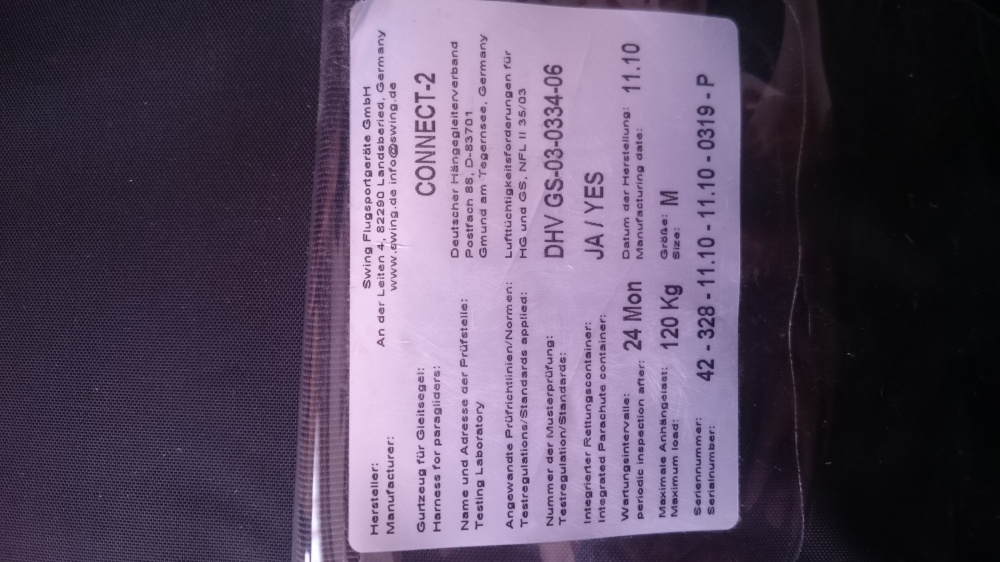 Hersteller: Swing Flugsportgeräte GmbH
Manufacturer: An der Leiten 4, 82290 Landsberied, Germany
www.swing.de info@swing.de
Gurtzeug für Gleitsegel:
Harness for paragliders: CONNECT-2
Name und Adresse der Prüfstelle: Deutscher Hängegleiterverband
Testing Laboratory Postfach 88, D-83701
Gmund am Tegernsee, Germany
Angewandte Prüfrichtlinien/Normen: Lufttüchtigkeitsforderungen für
Testregulations/Standards applied: HG und GS, NFL II 35/03
Nummer der Musterprüfung: DHV GS-03-0334-06
Testregulation/Standards:
Integrierter Rettungscontainer: JA / YES
Integrated Parachute container:
Wartungsintervalle: 24 Mon Datum der Herstellung: 11.10
periodic inspection after: Manufacturing date:
Maximale Anhängelast: 120 Kg Größe: M
Maximum load: Size:
Seriennummer: 42 - 328 - 11.10 - 11.10 - 0319 - P
Serialnumber: